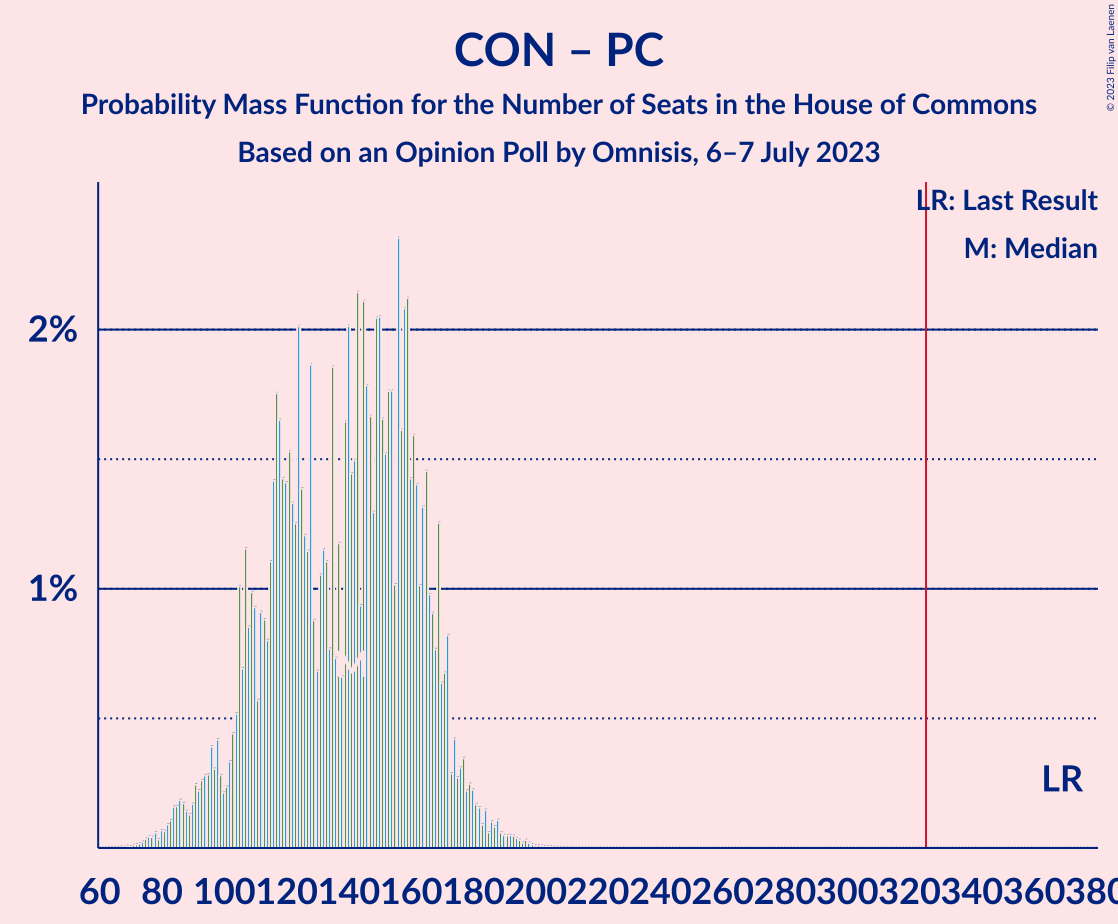 CON – PC
Probability Mass Function for the Number of Seats in the House of Commons
Based on an Opinion Poll by Omnisis, 6–7 July 2023
© 2023 Filip van Laenen
LR: Last Result
M: Median
2%
1%
M
LR
60 80 100 120 140 160 180 200 220 240 260 280 300 320 340 360 380